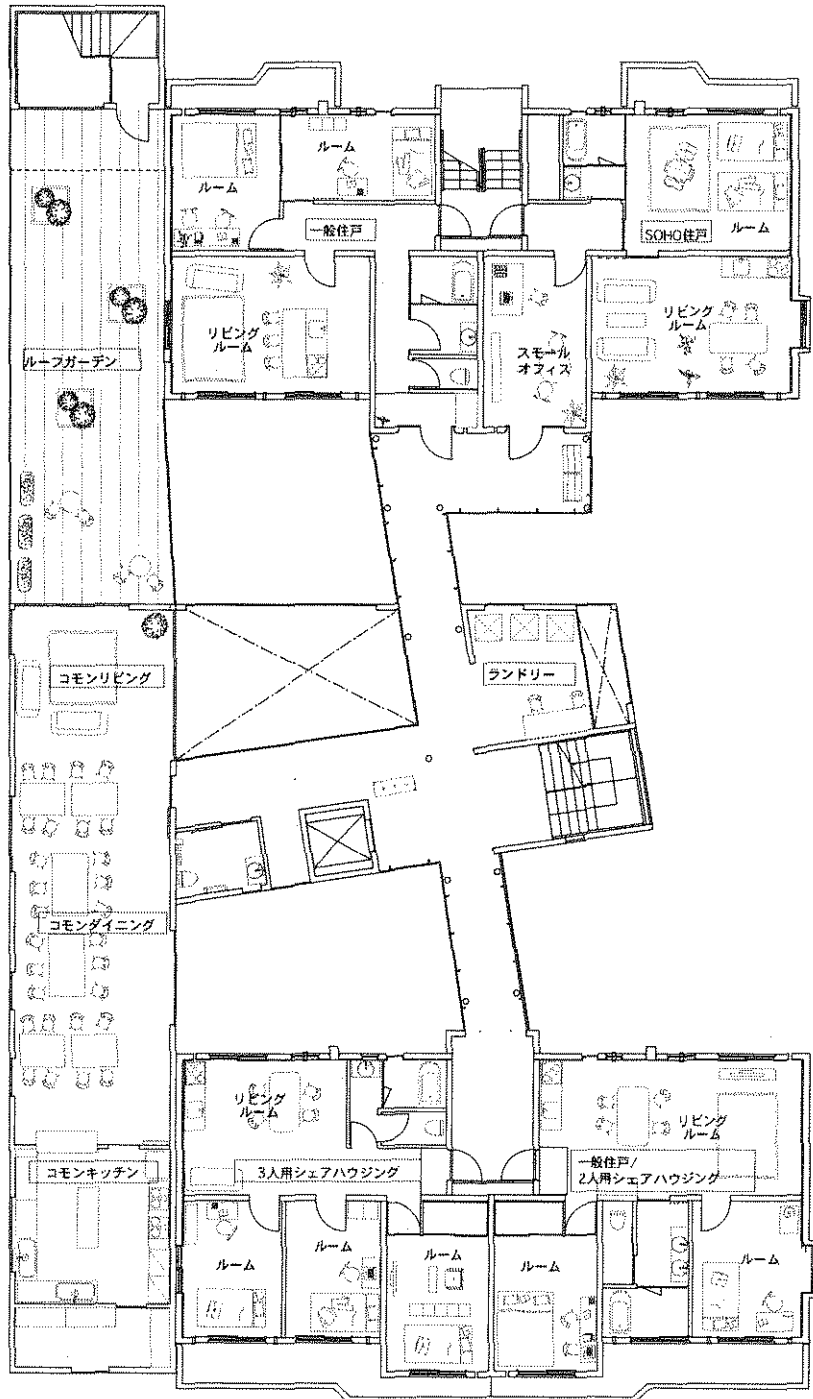 ルーム
ルーム
一般住戸
SOHO住戸
ルーム
リビング
ルーム
スモール
オフィス
リビング
ルーム
ルーフガーデン
コモンリビング
ランドリー
コモンダイニング
リビング
ルーム
リビング
ルーム
コモンキッチン
3人用シェアハウジング
一般住戸/
2人用シェアハウジング
ルーム
ルーム
ルーム
ルーム
ルーム